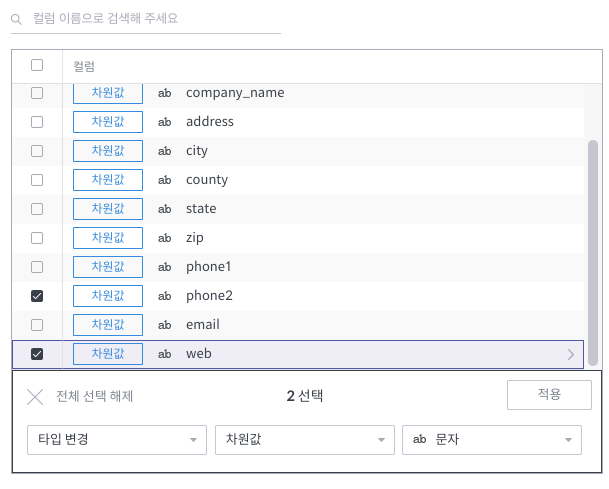 컬럼 이름으로 검색해 주세요
컬럼
차원값 ab company_name
차원값 ab address
차원값 ab city
차원값 ab county
차원값 ab state
차원값 ab zip
차원값 ab phone1
차원값 ab phone2
차원값 ab email
차원값 ab web
전체 선택 해제 2 선택 적용
타입 변경 차원값 ab 문자